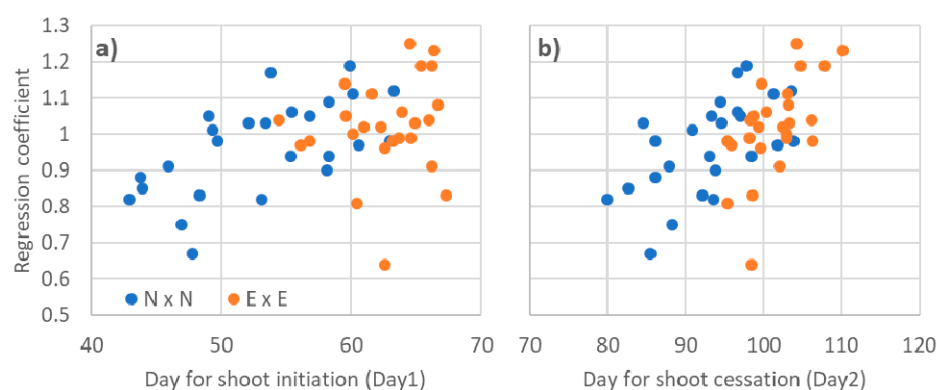 1.3
1.2
1.1
1
0.9
0.8
0.7
0.6
0.5
Regression coefficient
a)
N x N E x E
40 50 60 70
Day for shoot initiation (Day1)
b)
70 80 90 100 110 120
Day for shoot cessation (Day2)